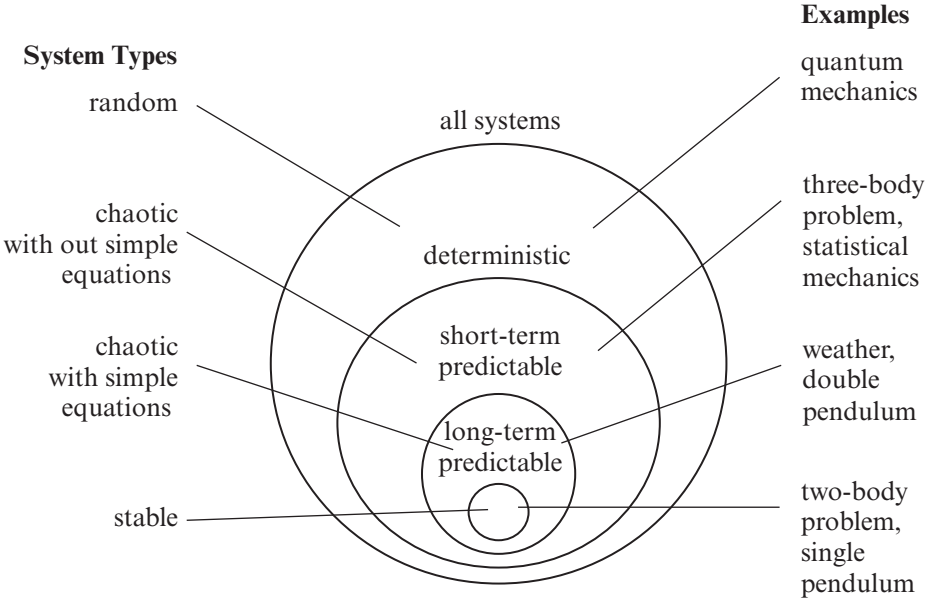 System Types
random
chaotic
with out simple
equations
chaotic
with simple
equations
stable
all systems
deterministic
short-term
predictable
long-term
predictable
Examples
quantum
mechanics
three-body
problem,
statistical
mechanics
weather,
double
pendulum
two-body
problem,
single
pendulum